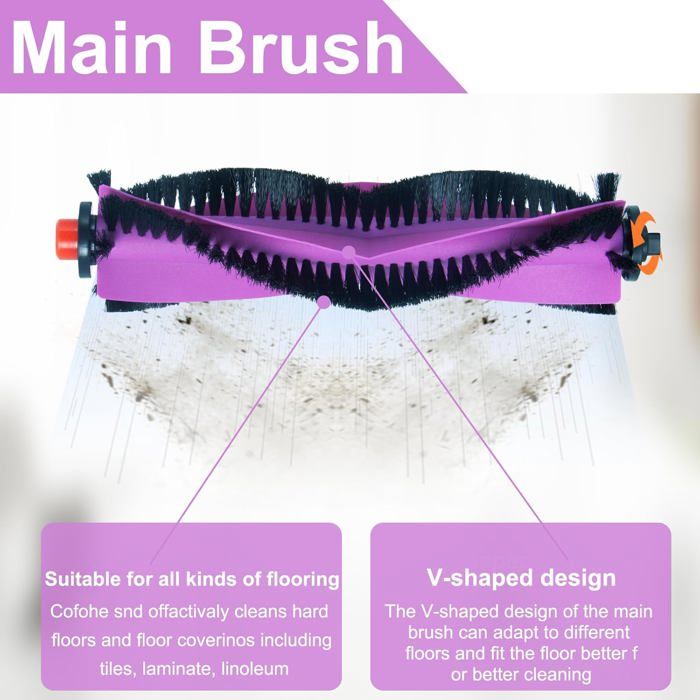 Main Brush
Suitable for all kinds of flooring
Cofohe snd offactivaly cleans hard
floors and floor coverinos including
tiles, laminate, linoleum
V-shaped design
The V-shaped design of the main
brush can adapt to different
floors and fit the floor better f
or better cleaning